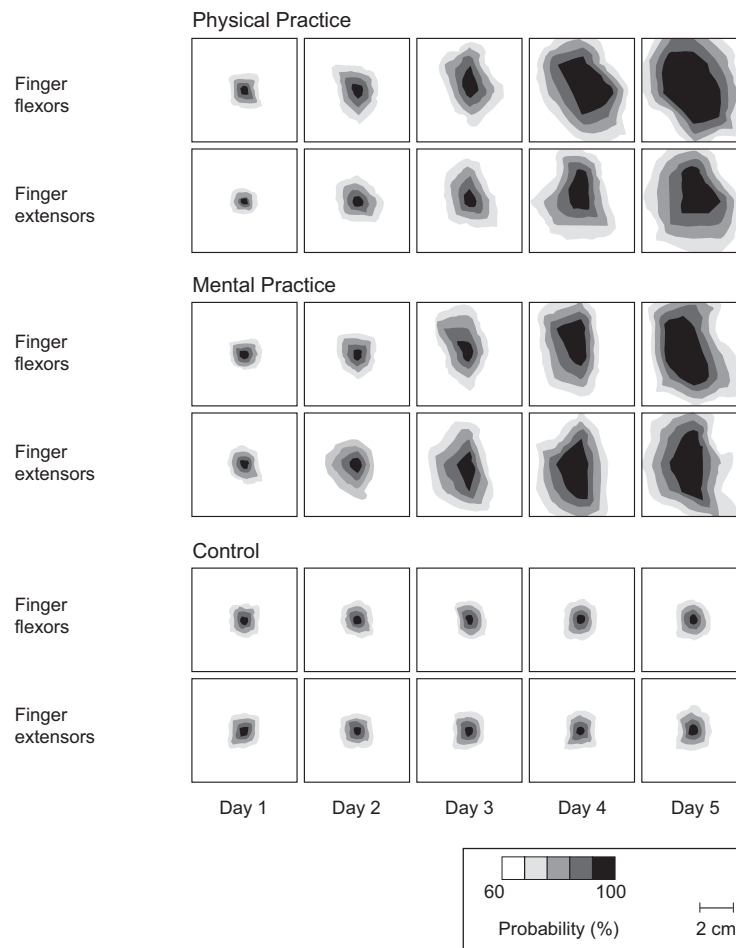 Physical Practice
Finger
flexors
Finger
extensors
Mental Practice
Finger
flexors
Finger
extensors
Control
Finger
flexors
Finger
extensors
Day 1 Day 2 Day 3 Day 4 Day 5
60 100
Probability (%) 2 cm